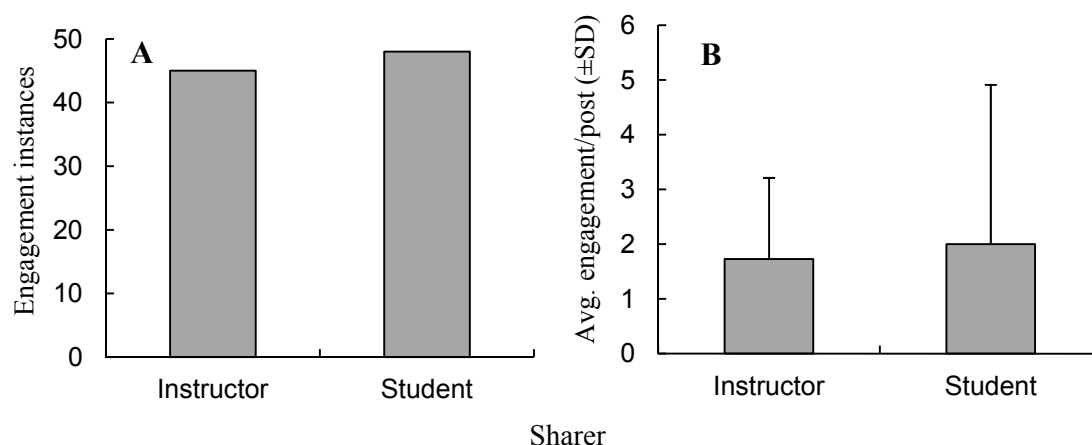 A
Engagement instances
50
40
30
20
10
0
Instructor
Student
B
Avg. engagement/post (±SD)
6
5
4
3
2
1
0
Instructor
Student
Sharer